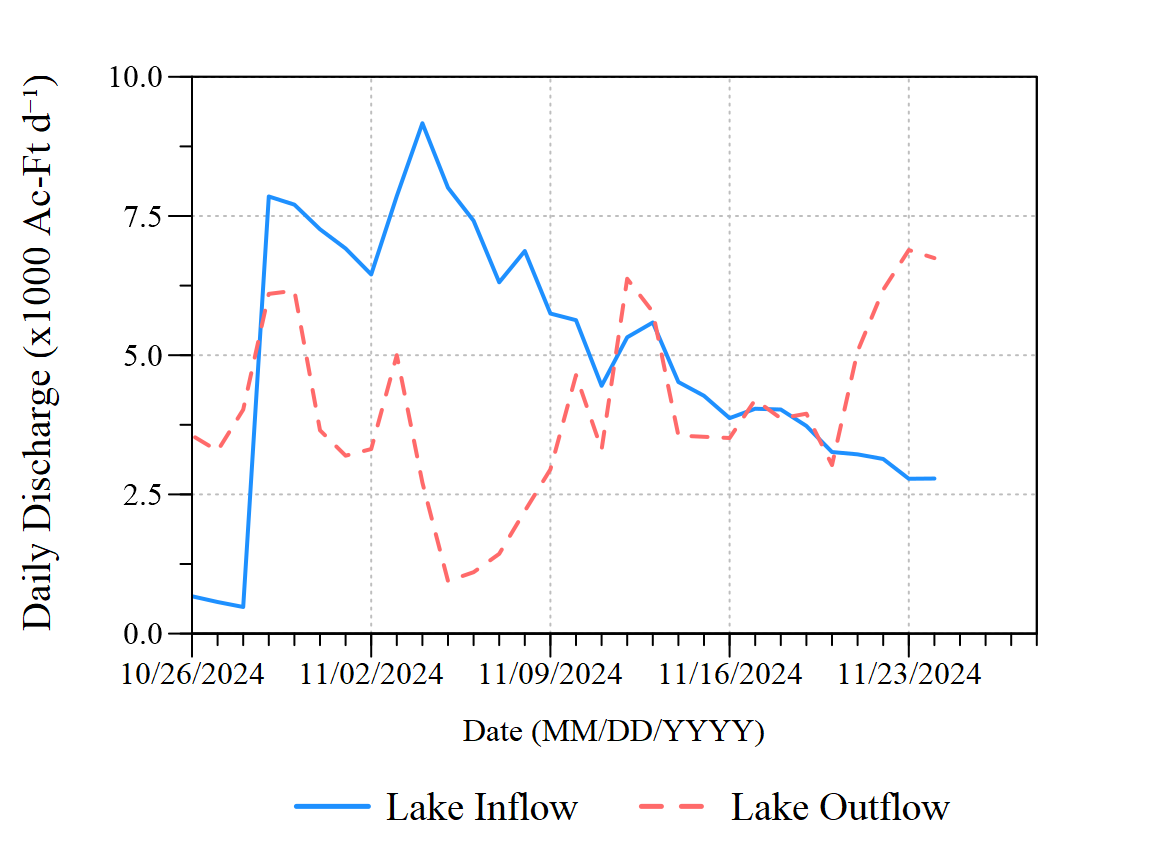 Daily Discharge (x1000 Ac-Ft d⁻¹)
10.0
7.5
5.0
2.5
0.0
10/26/2024 11/02/2024 11/09/2024 11/16/2024 11/23/2024
Date (MM/DD/YYYY)
Lake Inflow Lake Outflow